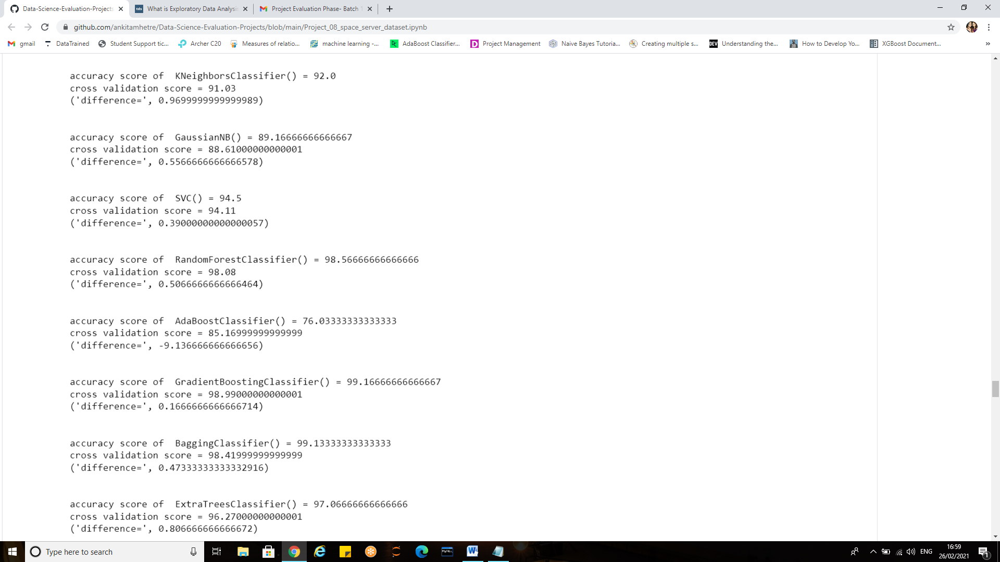 Data-Science-Evaluation-Projects
What is Exploratory Data Analysis
Project Evaluation Phase- Batch 1
github.com/ankitamhetre/Data-Science-Evaluation-Projects/blob/main/Project_08_space_server_dataset.ipynb
gmail
DataTrained
Student Support tic...
Archer C20
Measures of relatio...
machine learning -...
AdaBoost Classifier...
Project Management
Naive Bayes Tutoria...
Creating multiple s...
DEV
Understanding the...
How to Develop Yo...
XGBoost Document...
accuracy score of  KNeighborsClassifier() = 92.0
cross validation score = 91.03
('difference=', 0.9699999999999989)
accuracy score of  GaussianNB() = 89.16666666666667
cross validation score = 88.61000000000001
('difference=', 0.5566666666666578)
accuracy score of  SVC() = 94.5
cross validation score = 94.11
('difference=', 0.39000000000000057)
accuracy score of  RandomForestClassifier() = 98.56666666666666
cross validation score = 98.08
('difference=', 0.5066666666666464)
accuracy score of  AdaBoostClassifier() = 76.03333333333333
cross validation score = 85.16999999999999
('difference=', -9.136666666666656)
accuracy score of  GradientBoostingClassifier() = 99.16666666666667
cross validation score = 98.99000000000001
('difference=', 0.1666666666666714)
accuracy score of  BaggingClassifier() = 99.13333333333333
cross validation score = 98.41999999999999
('difference=', 0.47333333333332916)
accuracy score of  ExtraTreesClassifier() = 97.06666666666666
cross validation score = 96.27000000000001
('difference=', 0.806666666666672)
Type here to search
ENG
16:59
26/02/2021
1